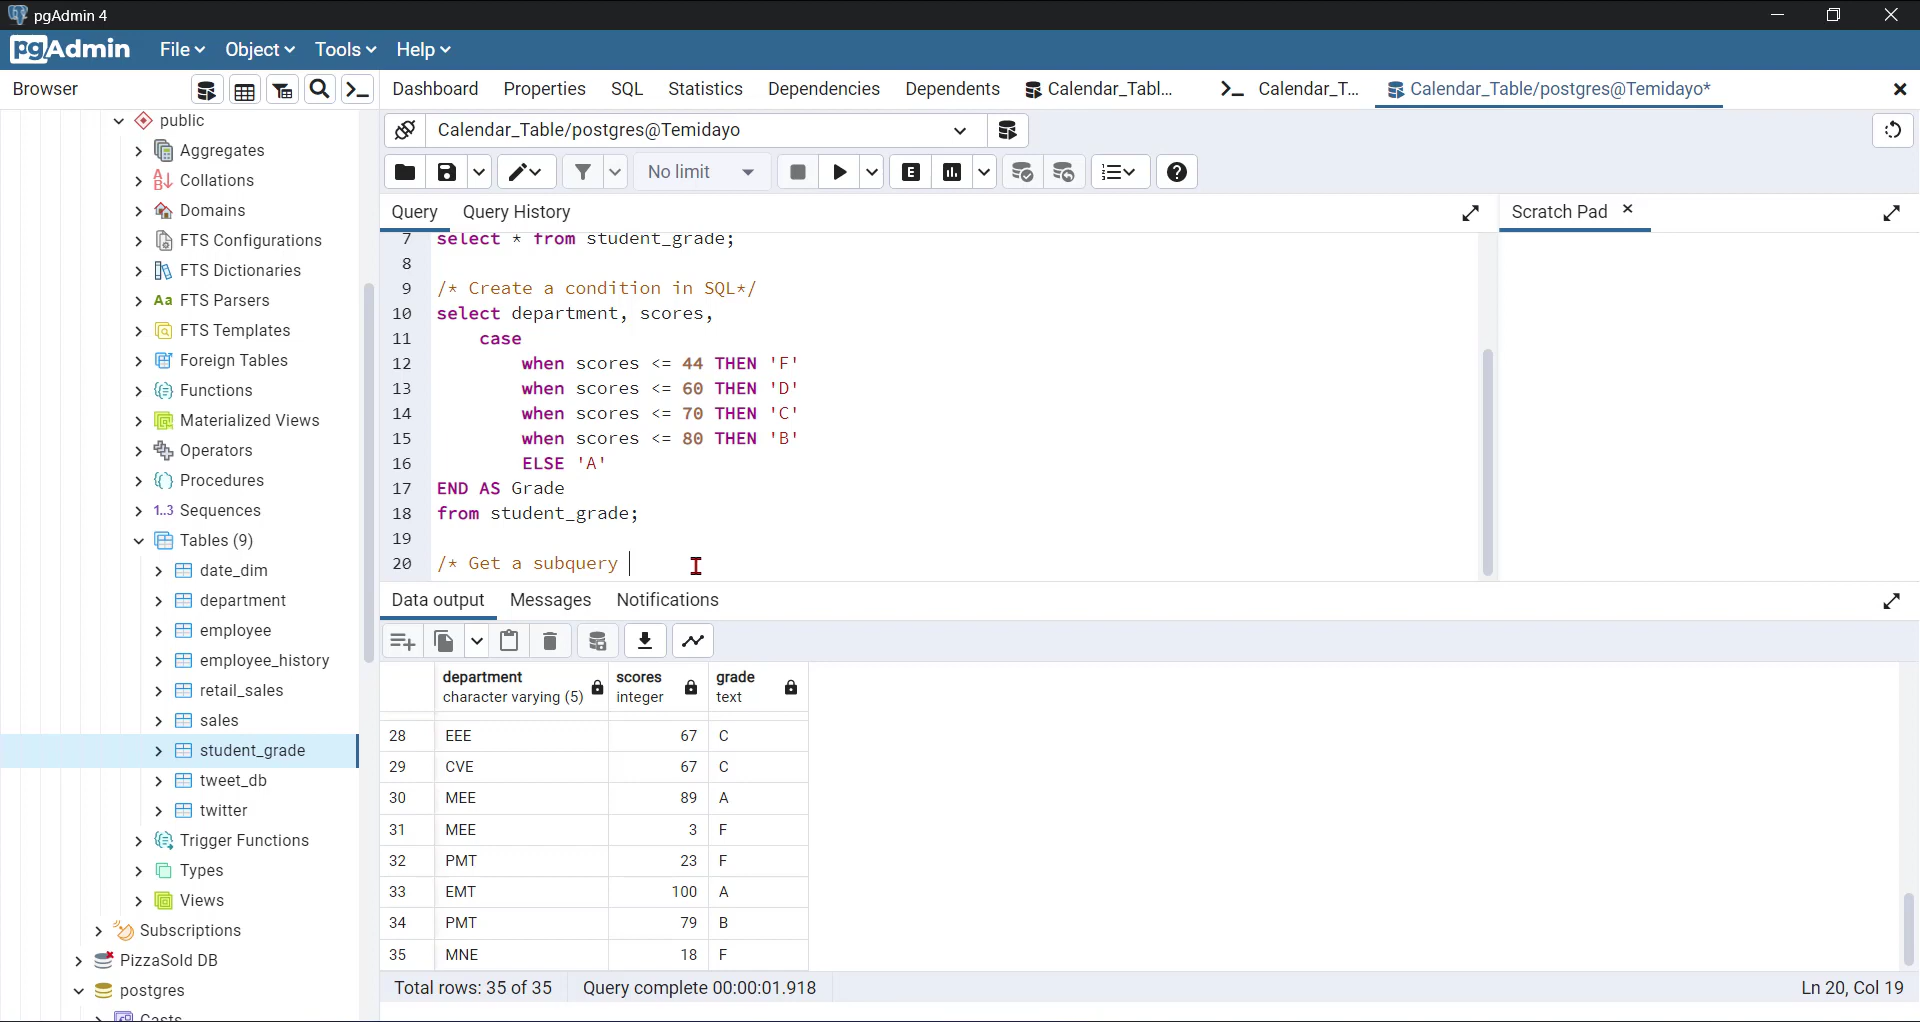 pgAdmin 4
pgAdmin File Object Tools Help
Browser
Dashboard Properties SQL Statistics Dependencies Dependents Calendar_Tabl... Calendar_T... Calendar_Table/postgres@Temidayo*
public
Aggregates
Collations
Domains
FTS Configurations
FTS Dictionaries
Aa FTS Parsers
FTS Templates
Foreign Tables
Functions
Materialized Views
Operators
Procedures
1..3 Sequences
Tables (9)
date_dim
department
employee
employee_history
retail_sales
sales
student_grade
tweet_db
twitter
Trigger Functions
Types
Views
Subscriptions
PizzaSold DB
postgres
Casts
Calendar_Table/postgres@Temidayo
No limit E
Query Query History
Scratch Pad
7 select * from student_grade;
8
9 /* Create a condition in SQL*/
10 select department, scores,
11 case
12 when scores <= 44 THEN 'F'
13 when scores <= 60 THEN 'D'
14 when scores <= 70 THEN 'C'
15 when scores <= 80 THEN 'B'
16 ELSE 'A'
17 END AS Grade
18 from student_grade;
19
20 /* Get a subquery
Data output Messages Notifications
department scores grade
character varying (5) integer text
28 EEE 67 C
29 CVE 67 C
30 MEE 89 A
31 MEE 3 F
32 PMT 23 F
33 EMT 100 A
34 PMT 79 B
35 MNE 18 F
Total rows: 35 of 35 Query complete 00:00:01.918 Ln 20, Col 19